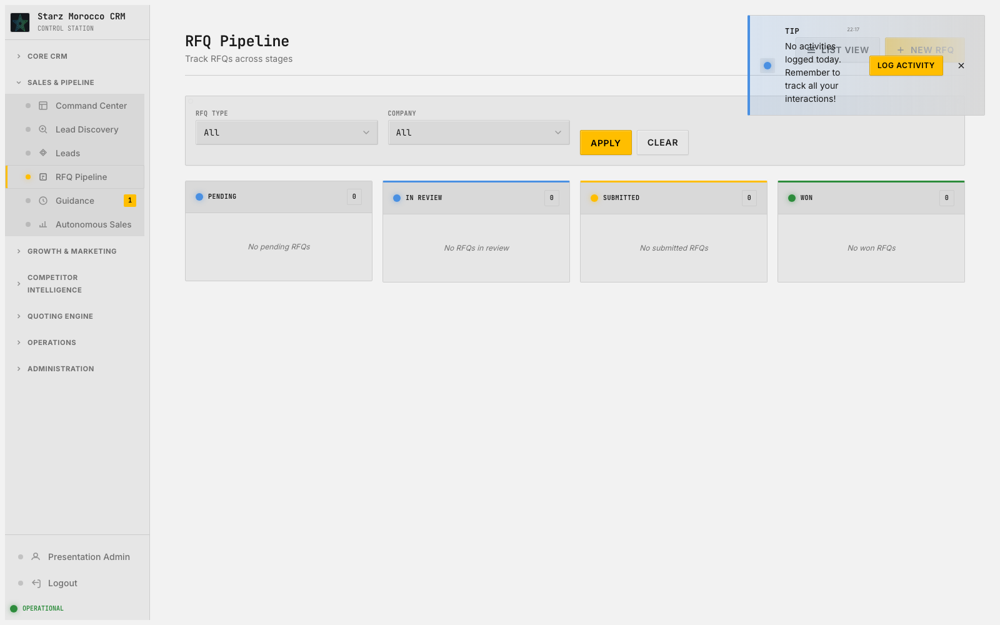 Starz Morocco CRM
CONTROL STATION
CORE CRM
SALES & PIPELINE
Command Center
Lead Discovery
Leads
RFQ Pipeline
Guidance 1
Autonomous Sales
GROWTH & MARKETING
COMPETITOR
INTELLIGENCE
QUOTING ENGINE
OPERATIONS
ADMINISTRATION
Presentation Admin
Logout
OPERATIONAL
RFQ Pipeline
Track RFQs across stages
LIST VIEW
NEW RFQ
TIP 22:17
No activities
logged today.
Remember to
track all your
interactions!
LOG ACTIVITY
RFQ TYPE
All
COMPANY
All
APPLY
CLEAR
PENDING 0
No pending RFQs
IN REVIEW 0
No RFQs in review
SUBMITTED 0
No submitted RFQs
WON 0
No won RFQs